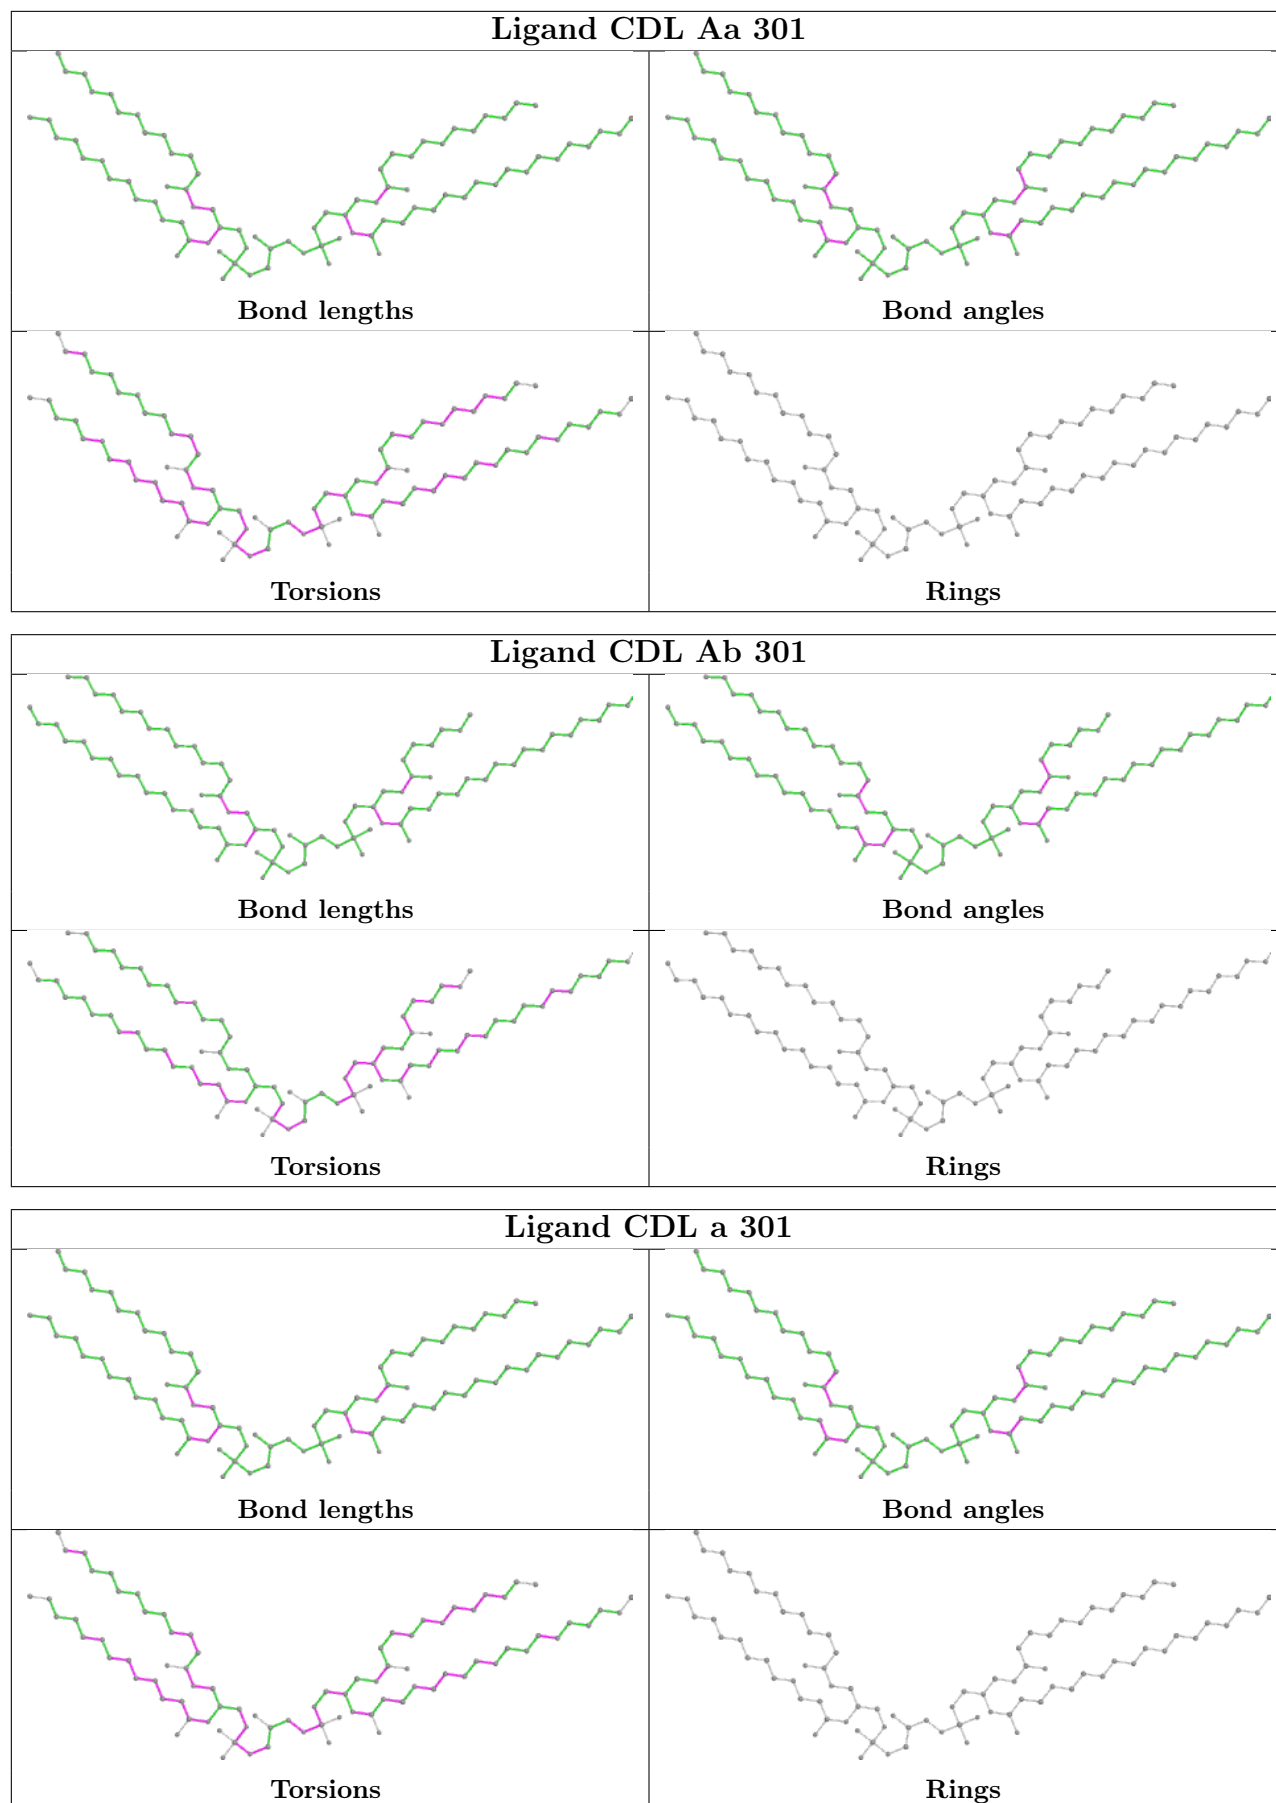 Ligand CDL Aa 301
Bond lengths
Bond angles
Torsions
Rings
Ligand CDL Ab 301
Bond lengths
Bond angles
Torsions
Rings
Ligand CDL a 301
Bond lengths
Bond angles
Torsions
Rings